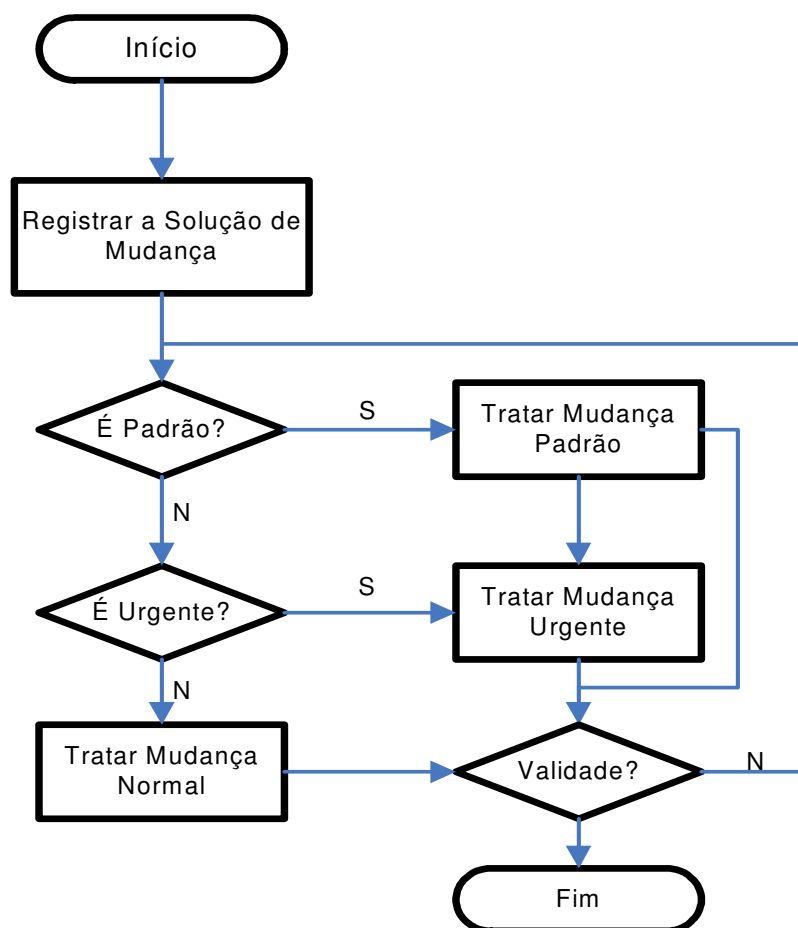 Início
Registrar a Solução de
Mudança
É Padrão?
S
Tratar Mudança
Padrão
N
É Urgente?
S
Tratar Mudança
Urgente
N
Tratar Mudança
Normal
Validade?
N
Fim